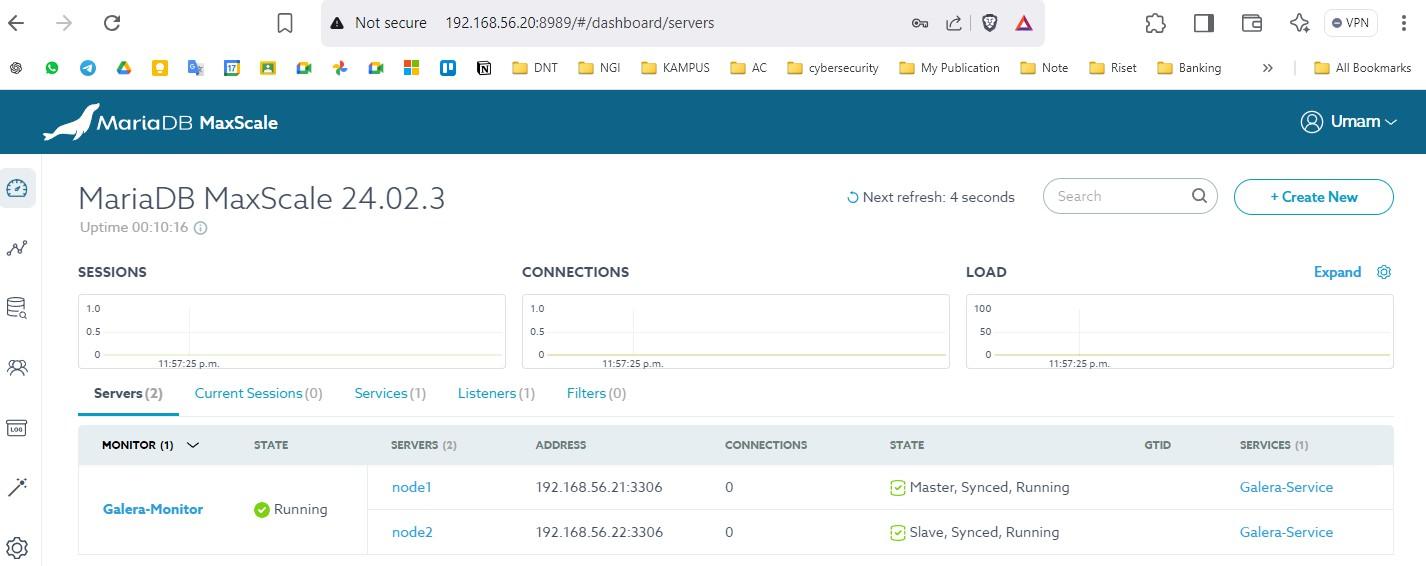 Not secure 192.168.56.20:8989/#/dashboard/servers VPN
17 DNT NGI KAMPUS AC cybersecurity My Publication Note Riset Banking » All Bookmarks
MariaDB MaxScale Umam
MariaDB MaxScale 24.02.3 Next refresh: 4 seconds Search + Create New
Uptime 00:10:16
SESSIONS CONNECTIONS LOAD Expand
1.0 1.0 100
0.5 0.5 50
0 0 0
11:57:25 p.m. 11:57:25 p.m. 11:57:25 p.m.
Servers (2) Current Sessions (0) Services (1) Listeners (1) Filters (0)
MONITOR (1) STATE SERVERS (2) ADDRESS CONNECTIONS STATE GTID SERVICES (1)
node1 192.168.56.21:3306 0 Master, Synced, Running Galera-Service
Galera-Monitor Running
node2 192.168.56.22:3306 0 Slave, Synced, Running Galera-Service
LOG